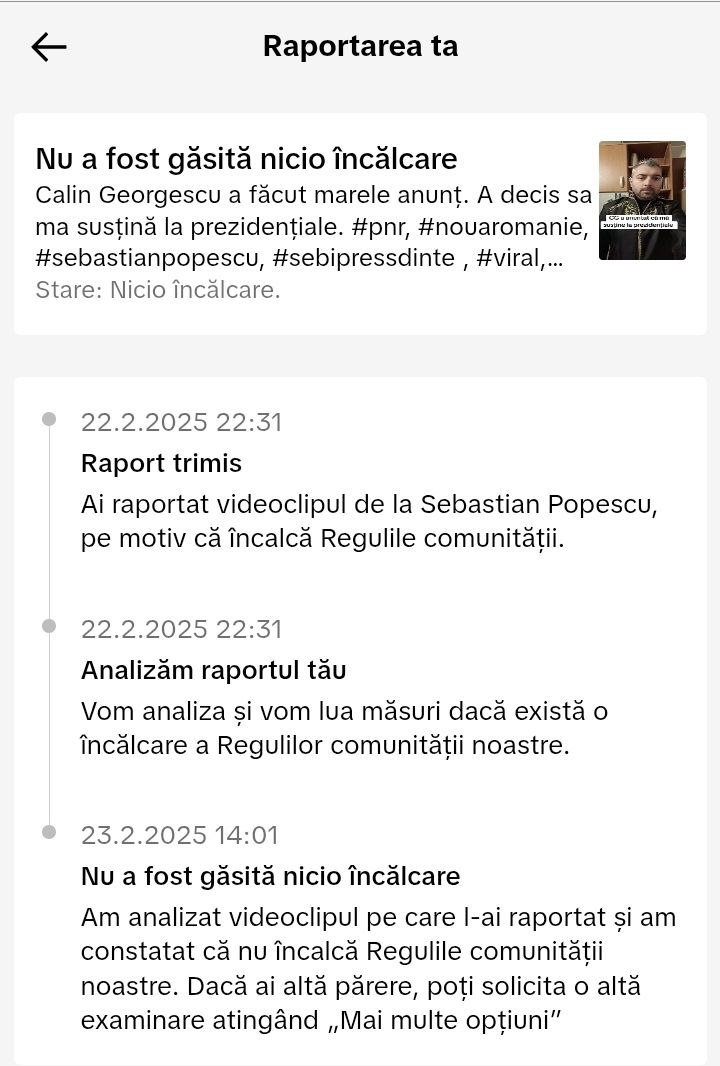 Raportarea ta
Nu a fost găsită nicio încălcare
Calin Georgescu a făcut marele anunț. A decis sa
ma susțină la prezidențiale. #pnr, #nouaromanie,
#sebastianpopescu, #sebipressdinte , #viral,...
Stare: Nicio încălcare.
CG a anuntat că mă
susține la prezidențiale
22.2.2025 22:31
Raport trimis
Ai raportat videoclipul de la Sebastian Popescu,
pe motiv că încalcă Regulile comunității.
22.2.2025 22:31
Analizăm raportul tău
Vom analiza și vom lua măsuri dacă există o
încălcare a Regulilor comunității noastre.
23.2.2025 14:01
Nu a fost găsită nicio încălcare
Am analizat videoclipul pe care l-ai raportat și am
constatat că nu încalcă Regulile comunității
noastre. Dacă ai altă părere, poți solicita o altă
examinare atingând „Mai multe opțiuni”